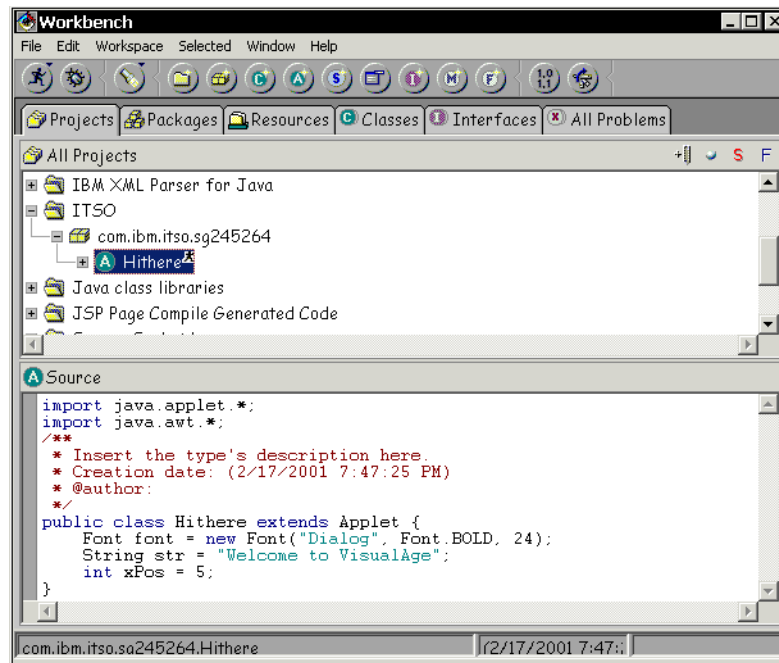 Workbench
File Edit Workspace Selected Window Help
1.0
1.1
Projects Packages Resources Classes Interfaces All Problems
All Projects S F
IBM XML Parser for Java
ITSO
com.ibm.itso.sg245264
Hithere
Java class libraries
JSP Page Compile Generated Code
Source
import java.applet.*;
import java.awt.*;
/**
 * Insert the type's description here.
 * Creation date: (2/17/2001 7:47:25 PM)
 * @author:
 */
public class Hithere extends Applet {
    Font font = new Font("Dialog", Font.BOLD, 24);
    String str = "Welcome to VisualAge";
    int xPos = 5;
}
com.ibm.itso.sg245264.Hithere (2/17/2001 7:47: